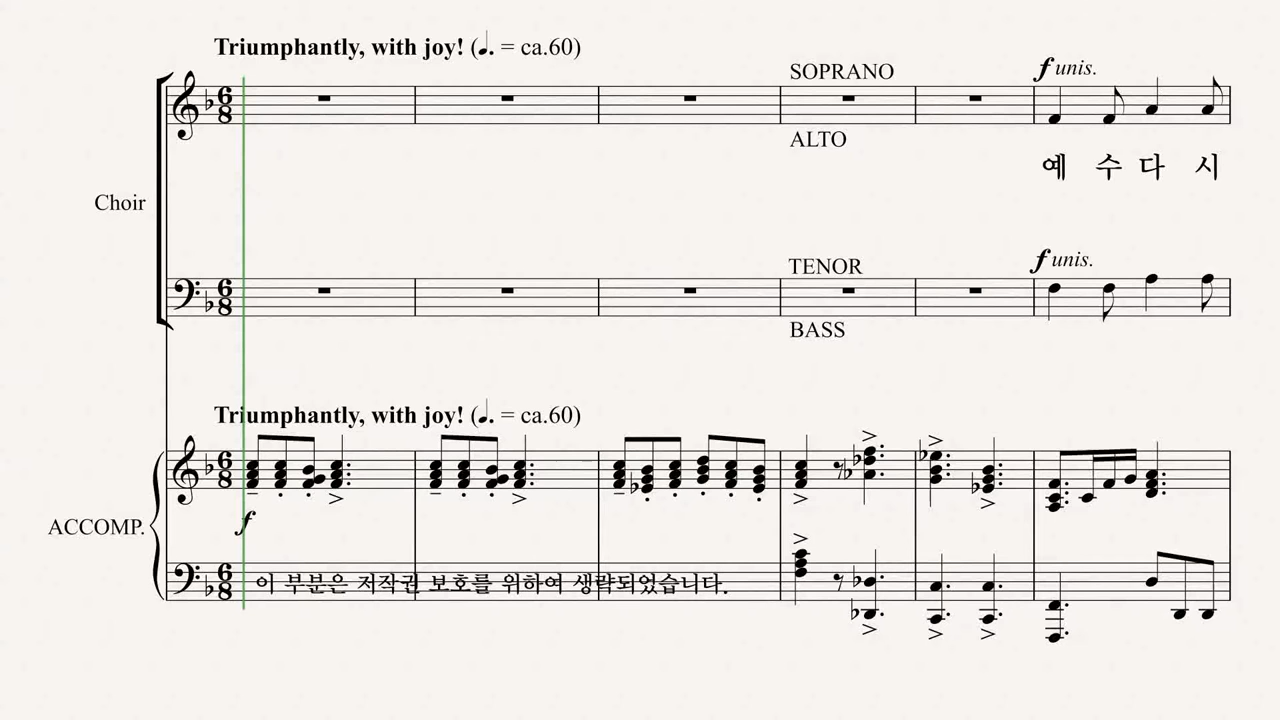 Triumphantly, with joy! (♩. = ca.60)
SOPRANO
f unis.
ALTO
예 수 다 시
Choir
TENOR
f unis.
BASS
Triumphantly, with joy! (♩. = ca.60)
f
ACCOMP.
이 부분은 저작권 보호를 위하여 생략되었습니다.